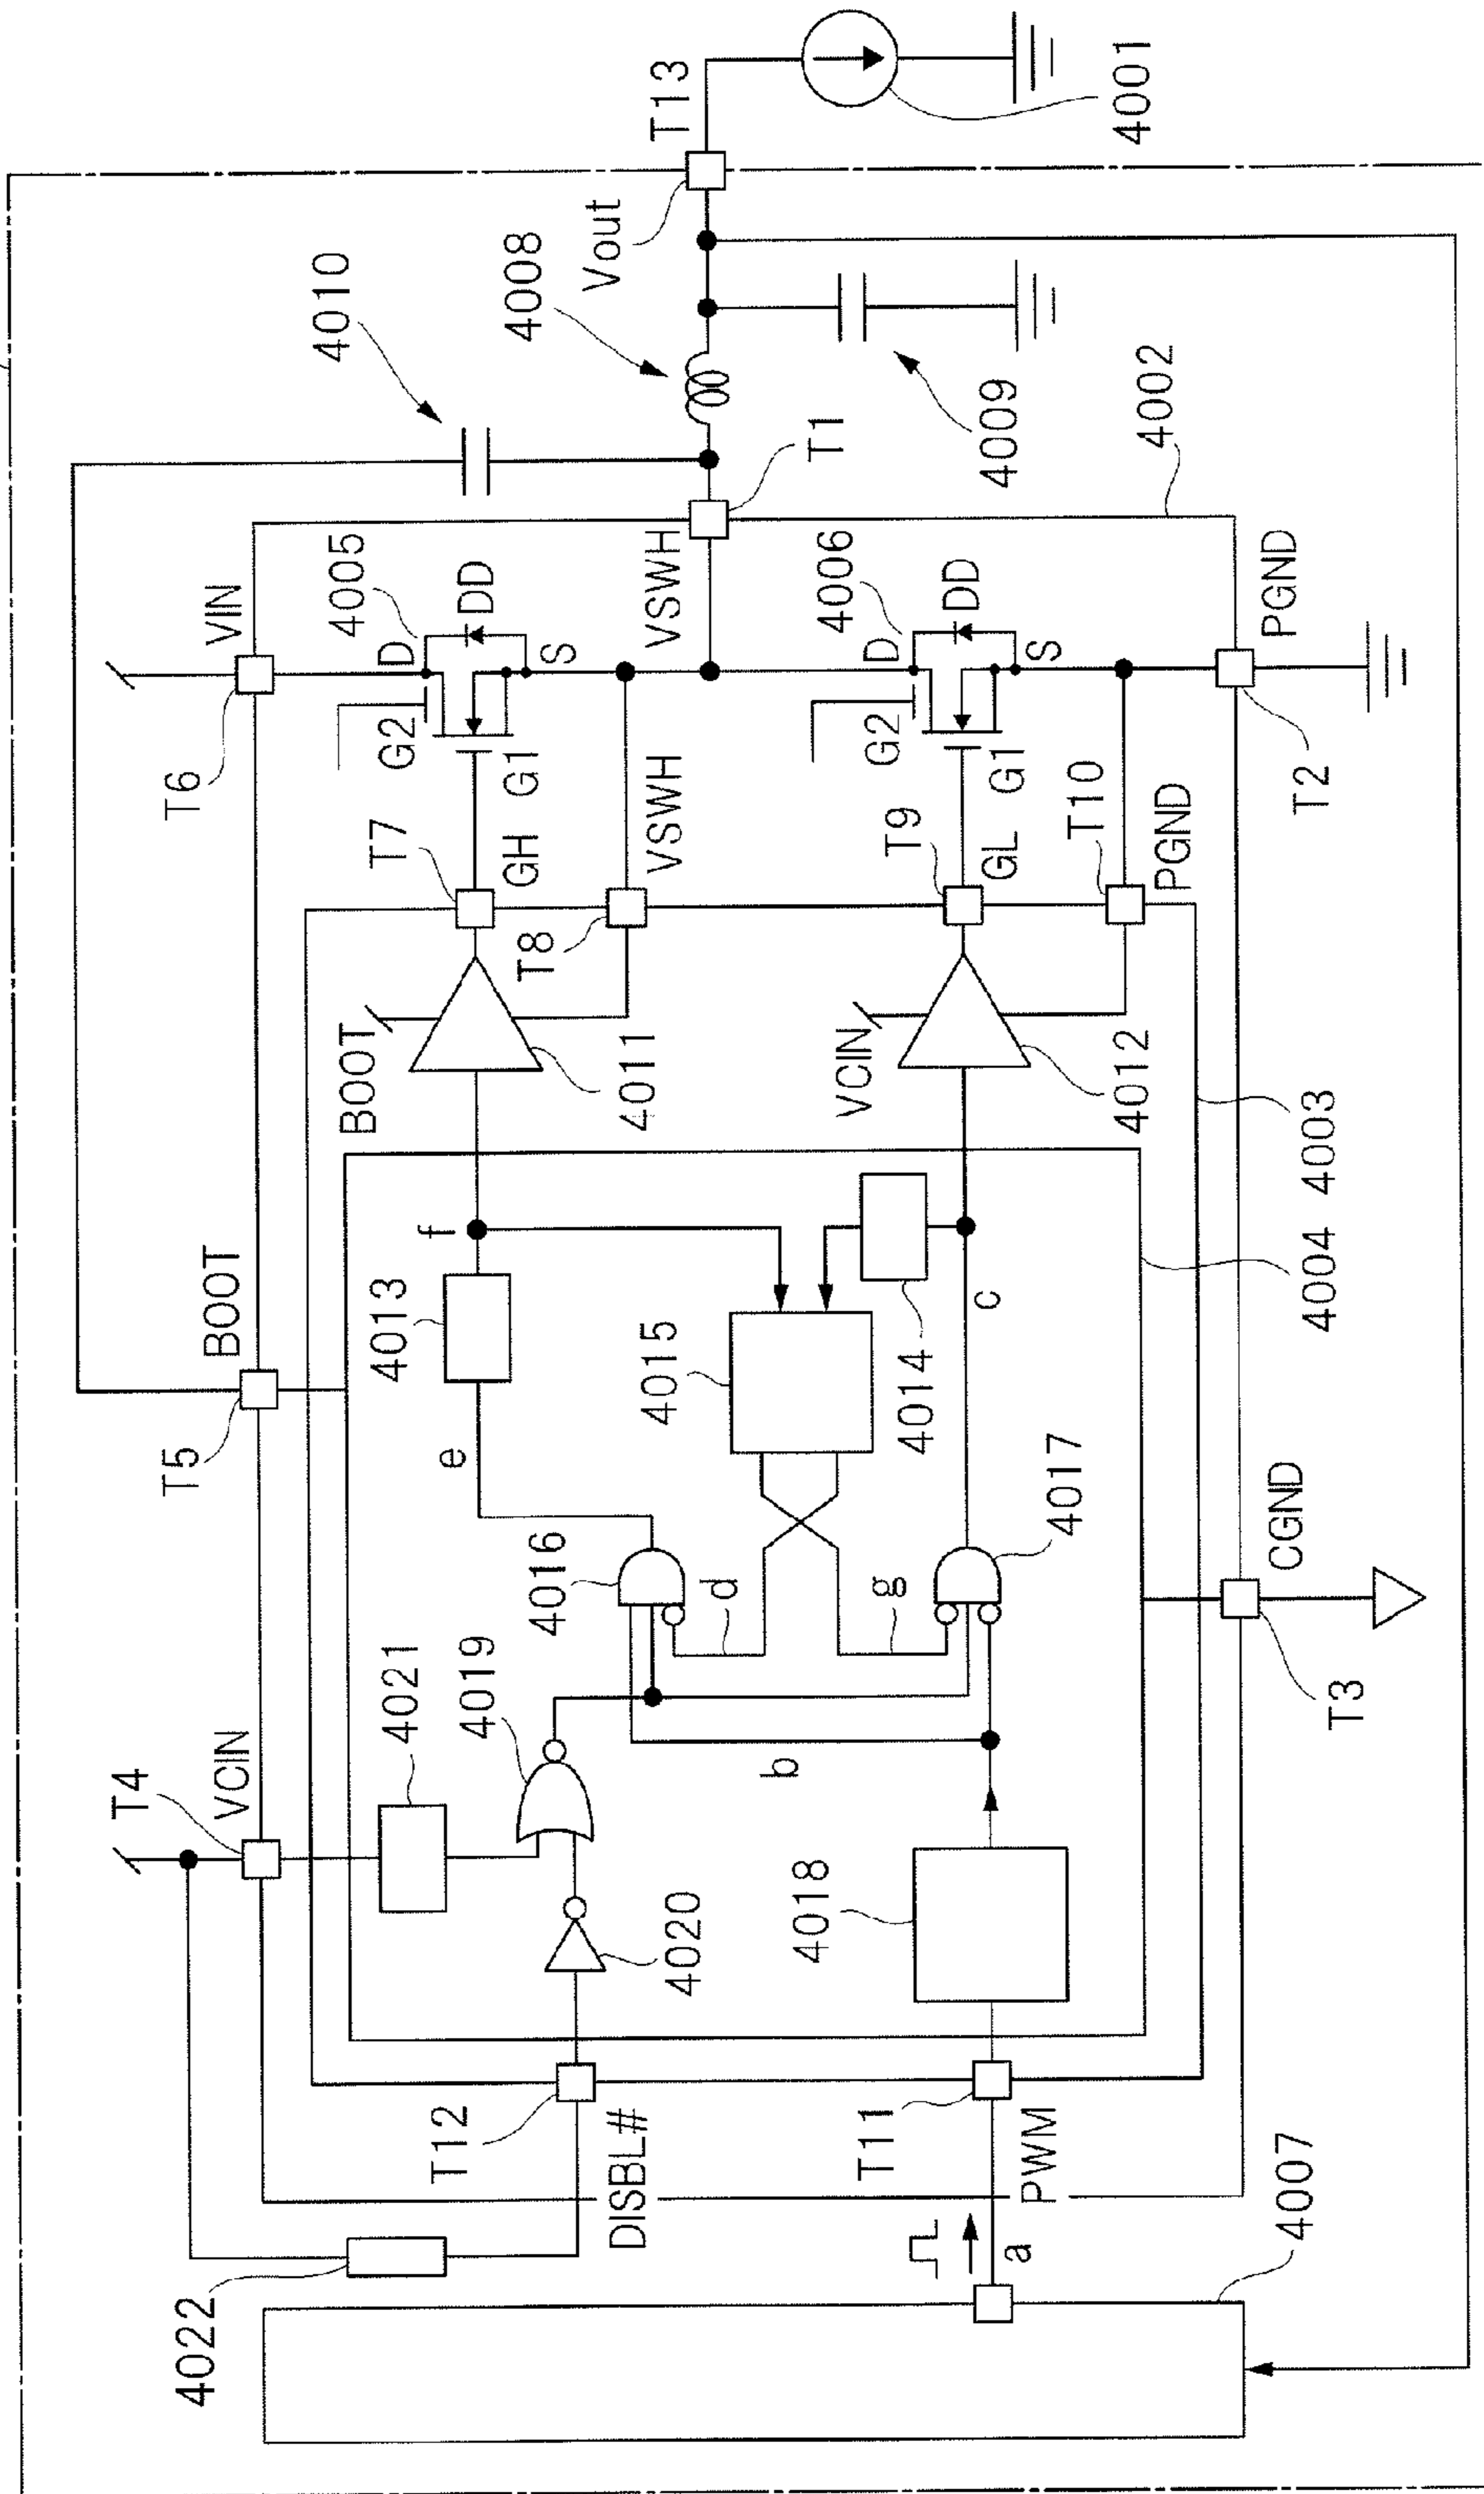 4022
DISBL#
PWM
a
4007
T12
T11
T4
VCIN
4021
4019
4020
4018
b
T5
BOOT
e
4016
d
g
4017
4013
f
4015
4014
c
T3
CGND
4004
4003
BOOT
4011
VCIN
4012
T6
VIN
T7
GH
T8
VSWH
T9
GL
T10
PGND
G2
G1
D
4005
DD
S
VSWH
G2
G1
D
4006
DD
S
T2
PGND
T1
4002
4010
4008
4009
Vout
T13
4001